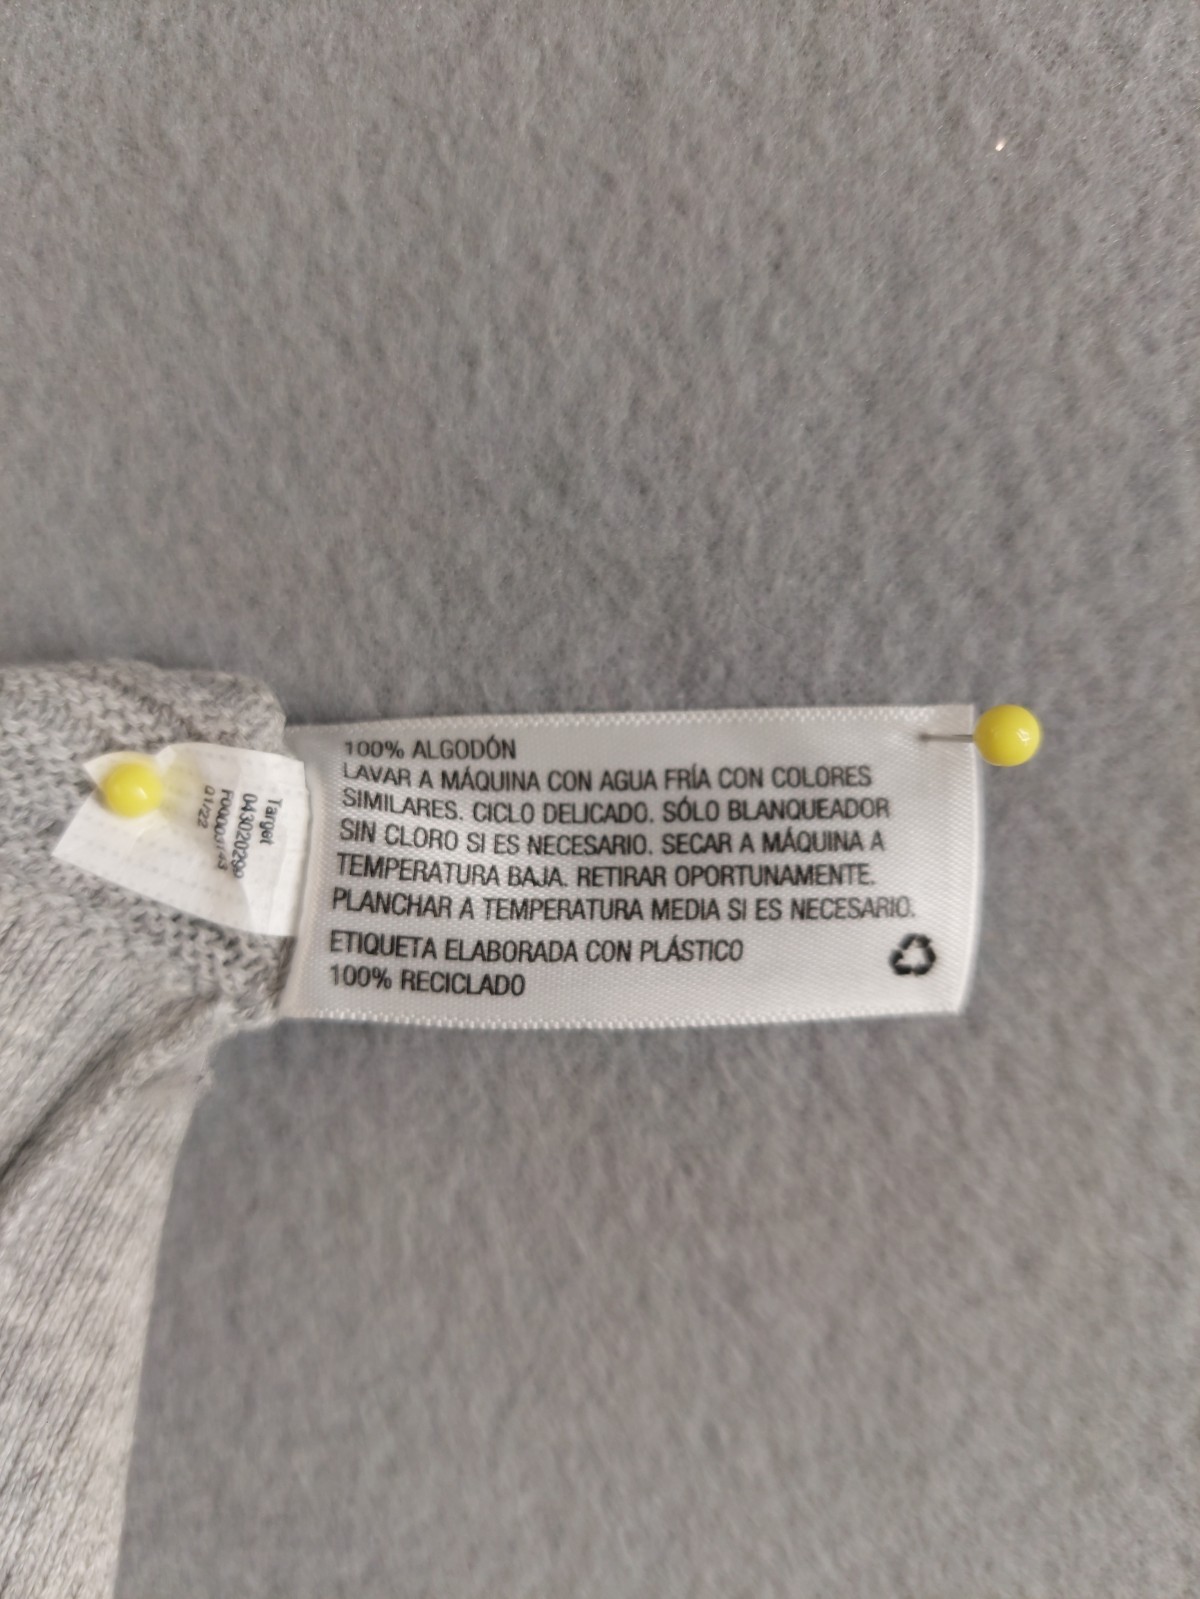 100% ALGODÓN
LAVAR A MÁQUINA CON AGUA FRÍA CON COLORES
SIMILARES. CICLO DELICADO. SÓLO BLANQUEADOR
SIN CLORO SI ES NECESARIO. SECAR A MÁQUINA A
TEMPERATURA BAJA. RETIRAR OPORTUNAMENTE.
PLANCHAR A TEMPERATURA MEDIA SI ES NECESARIO.
ETIQUETA ELABORADA CON PLÁSTICO
100% RECICLADO
Target
01/22